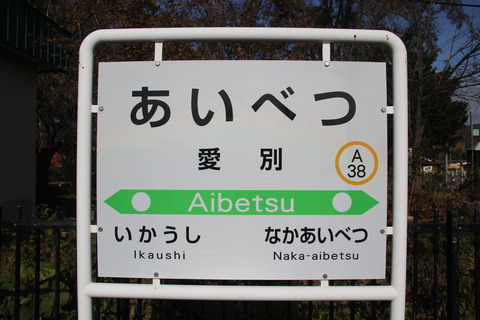 あいべつ
愛別
A
38
Aibetsu
いかうし なかあいべつ
Ikaushi Naka-aibetsu